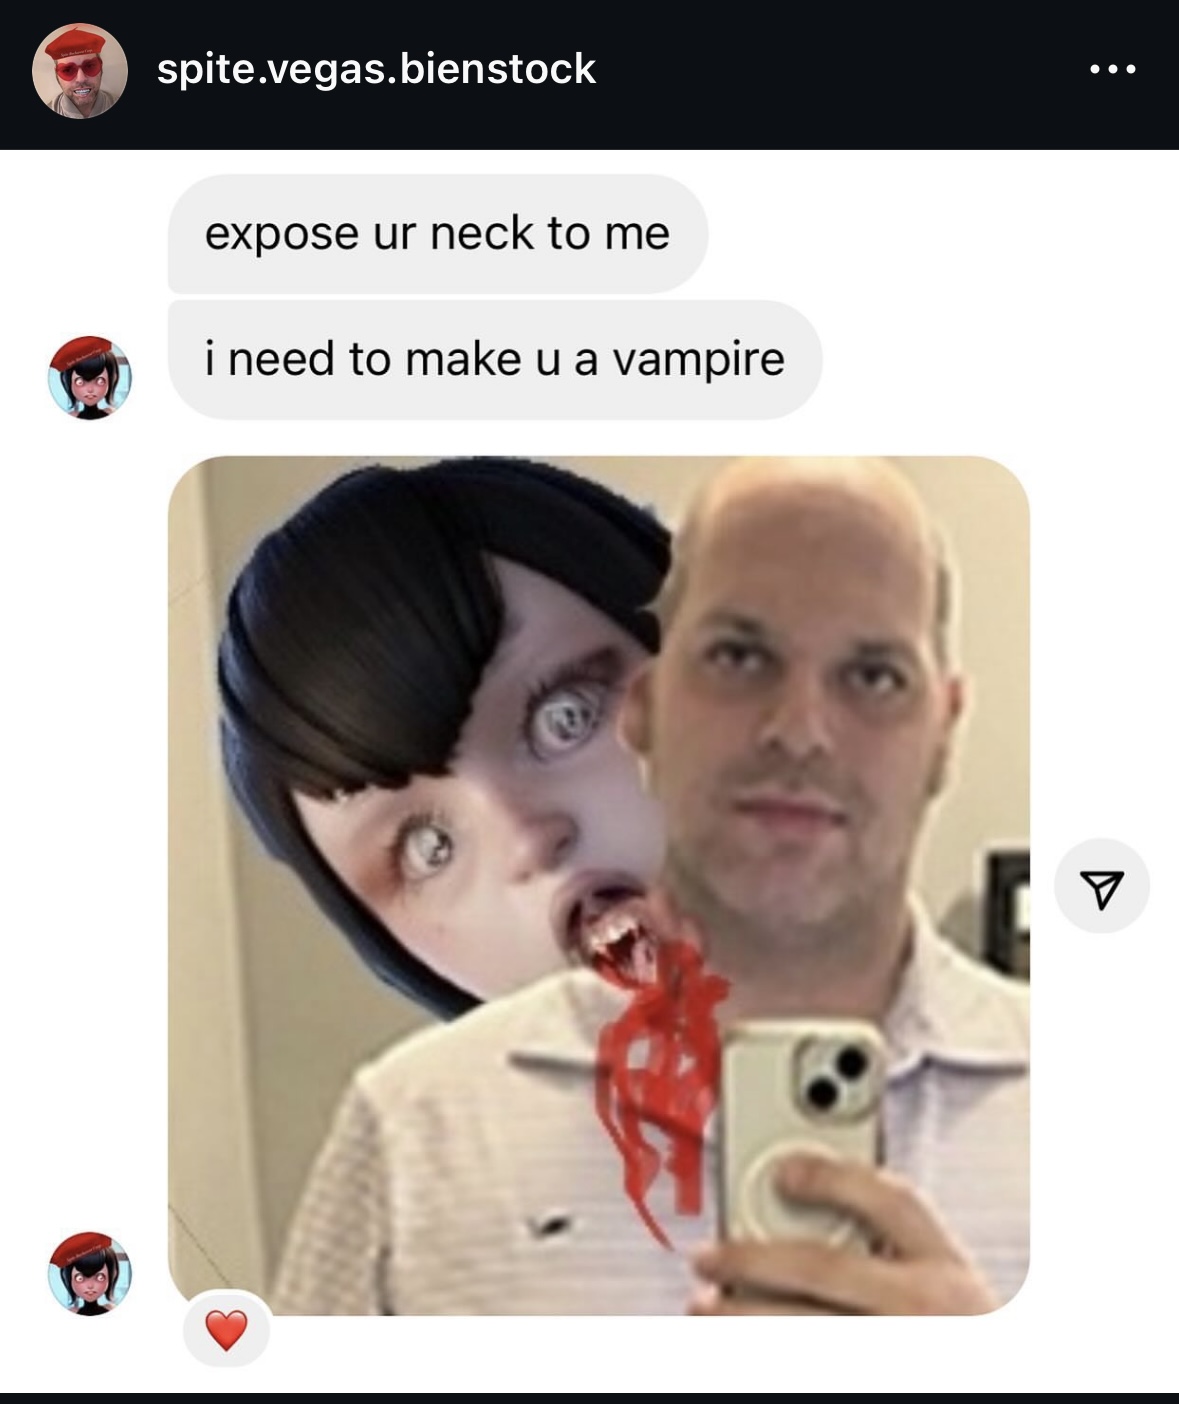 spite.vegas.bienstock
expose ur neck to me
i need to make u a vampire